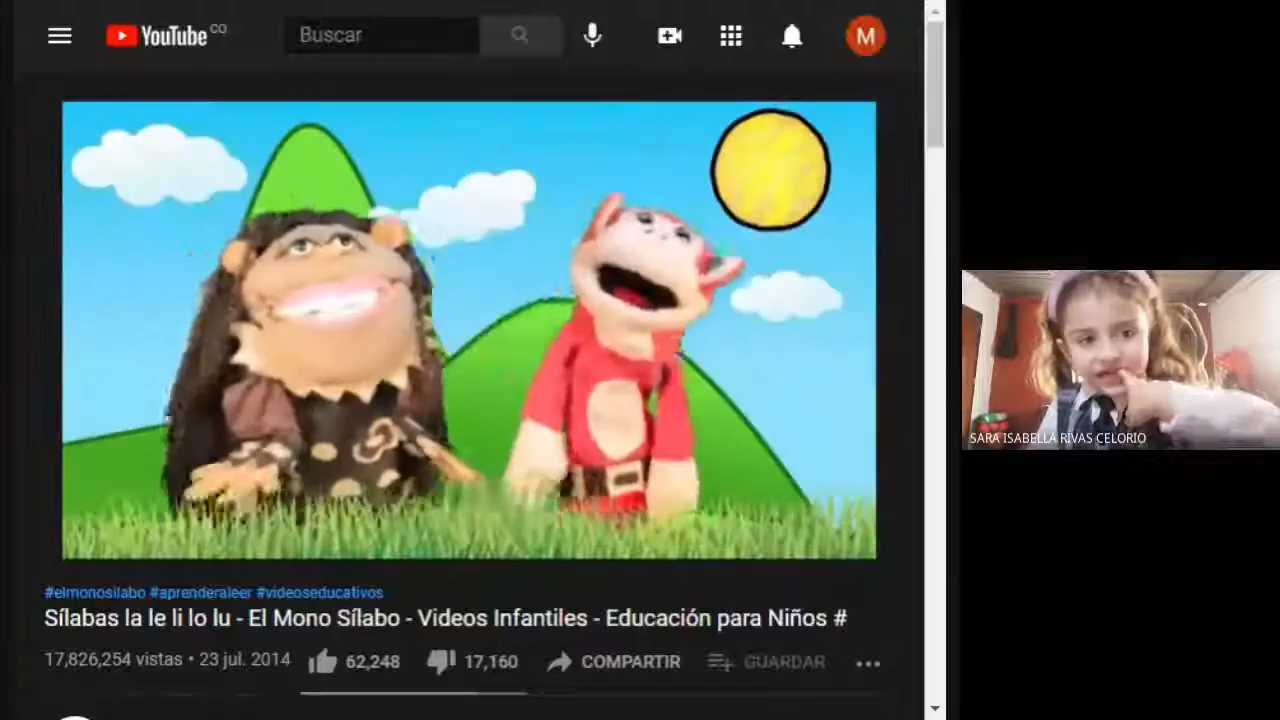 YouTube CO
Buscar
M
#elmonosilabo #aprenderaleer #videoseducativos
Sílabas la le li lo lu - El Mono Sílabo - Videos Infantiles - Educación para Niños #
17,826,254 vistas • 23 jul. 2014
62,248
17,160
COMPARTIR
GUARDAR
SARA ISABELLA RIVAS CELORIO